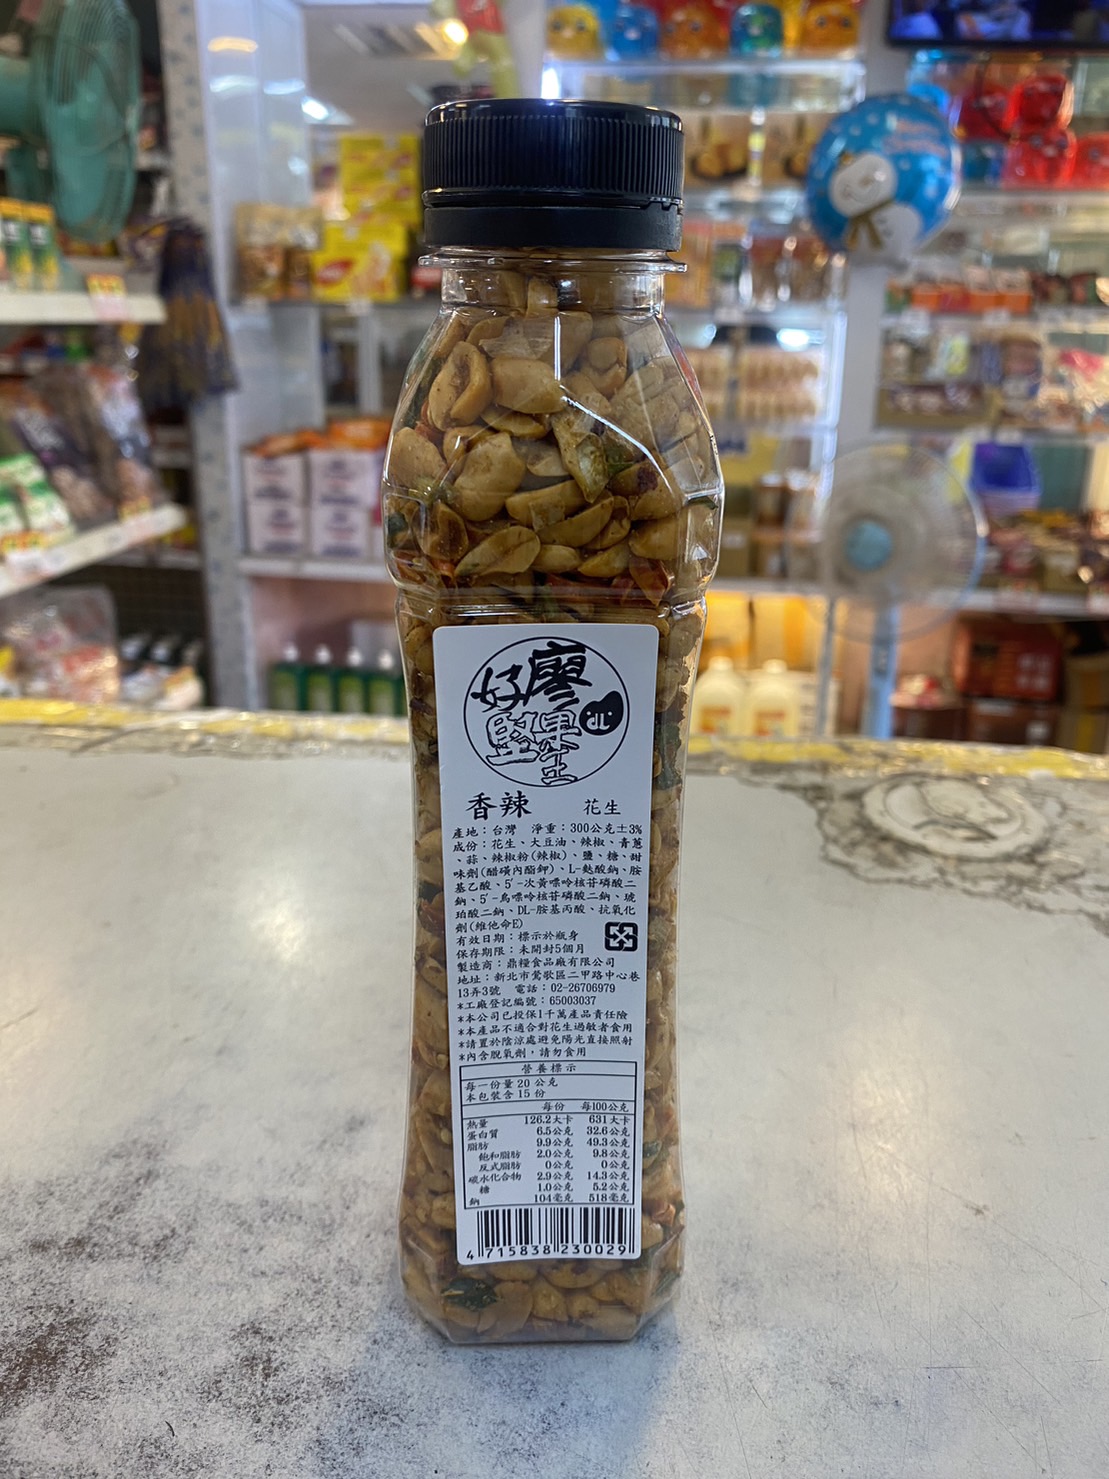 好廖
堅果王
DL
香辣 花生
產地：台灣 淨重：300公克±3%
成份：花生、大豆油、辣椒、青蔥
、蒜、辣椒粉(辣椒)、鹽、糖、甜
味劑(醋磺內酯鉀)、L-麩酸鈉、胺
基乙酸、5'-次黃嘌呤核苷磷酸二
鈉、5'-鳥嘌呤核苷磷酸二鈉、琥
珀酸二鈉、DL-胺基丙酸、抗氧化
劑(維他命E)
有效日期：標示於瓶身
保存期限：未開封5個月
製造商：鼎糧食品廠有限公司
地址：新北市鶯歌區二甲路中心巷
13弄3號 電話：02-26706979
*工廠登記編號：65003037
*本公司已投保1千萬產品責任險
*本產品不適合對花生過敏者食用
*請置於陰涼處避免陽光直接照射
*內含脫氧劑，請勿食用
營養標示
每一份量 20 公克
本包裝含 15 份
每份 每100公克
熱量 126.2大卡 631大卡
蛋白質 6.5公克 32.6公克
脂肪 9.9公克 49.3公克
飽和脂肪 2.0公克 9.8公克
反式脂肪 0公克 0公克
碳水化合物 2.9公克 14.3公克
糖 1.0公克 5.2公克
鈉 104毫克 518毫克
4 715838 230029